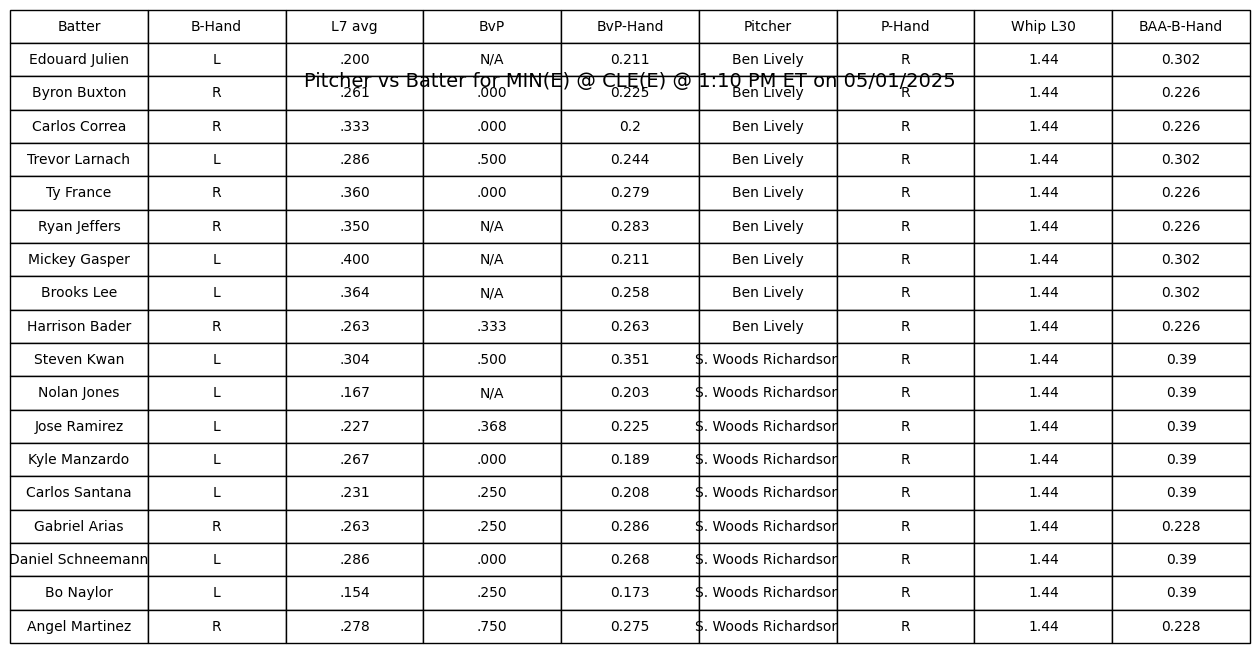 Batter B-Hand L7 avg BvP BvP-Hand Pitcher P-Hand Whip L30 BAA-B-Hand
Edouard Julien L .200 N/A 0.211 Ben Lively R 1.44 0.302
Pitcher vs Batter for MIN(E) @ CLE(E) @ 1:10 PM ET on 05/01/2025
Byron Buxton R .261 .000 0.225 Ben Lively R 1.44 0.226
Carlos Correa R .333 .000 0.2 Ben Lively R 1.44 0.226
Trevor Larnach L .286 .500 0.244 Ben Lively R 1.44 0.302
Ty France R .360 .000 0.279 Ben Lively R 1.44 0.226
Ryan Jeffers R .350 N/A 0.283 Ben Lively R 1.44 0.226
Mickey Gasper L .400 N/A 0.211 Ben Lively R 1.44 0.302
Brooks Lee L .364 N/A 0.258 Ben Lively R 1.44 0.302
Harrison Bader R .263 .333 0.263 Ben Lively R 1.44 0.226
Steven Kwan L .304 .500 0.351 S. Woods Richardson R 1.44 0.39
Nolan Jones L .167 N/A 0.203 S. Woods Richardson R 1.44 0.39
Jose Ramirez L .227 .368 0.225 S. Woods Richardson R 1.44 0.39
Kyle Manzardo L .267 .000 0.189 S. Woods Richardson R 1.44 0.39
Carlos Santana L .231 .250 0.208 S. Woods Richardson R 1.44 0.39
Gabriel Arias R .263 .250 0.286 S. Woods Richardson R 1.44 0.228
Daniel Schneemann L .286 .000 0.268 S. Woods Richardson R 1.44 0.39
Bo Naylor L .154 .250 0.173 S. Woods Richardson R 1.44 0.39
Angel Martinez R .278 .750 0.275 S. Woods Richardson R 1.44 0.228